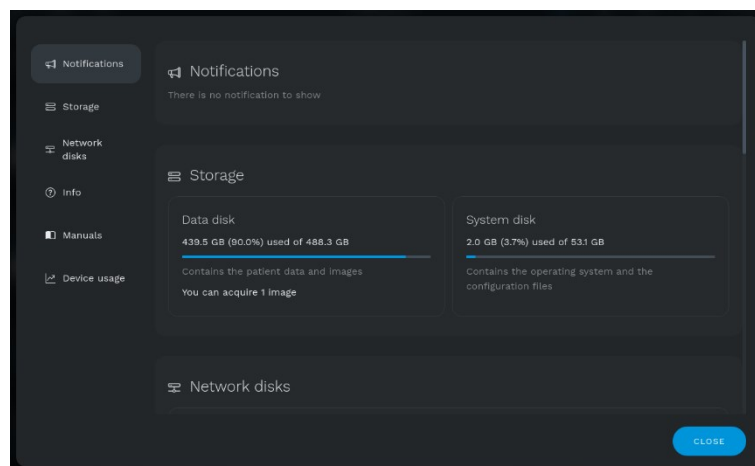 Notifications
Storage
Network
disks
Info
Manuals
Device usage
Notifications
There is no notification to show
Storage
Data disk
439.5 GB (90.0%) used of 488.3 GB
Contains the patient data and images
You can acquire 1 image
System disk
2.0 GB (3.7%) used of 53.1 GB
Contains the operating system and the
configuration files
Network disks
CLOSE